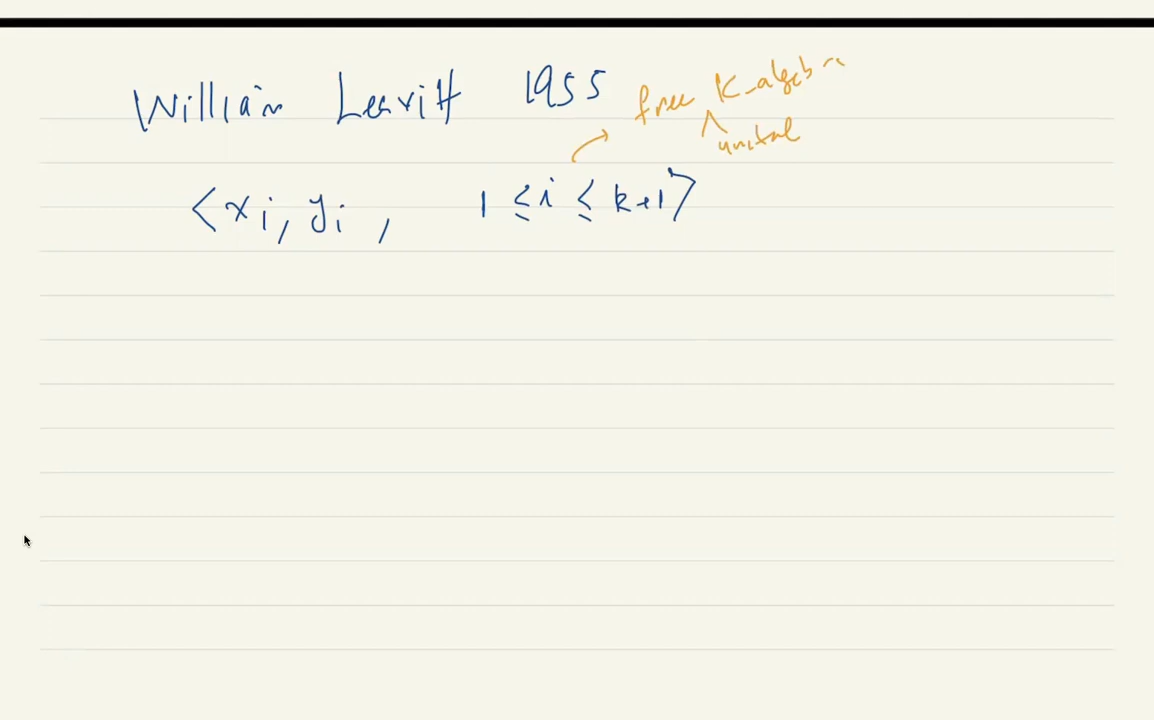 William Leavitt 1955 free K-algebra
unital
<xi, yi, 1 ≤ i ≤ k+1>